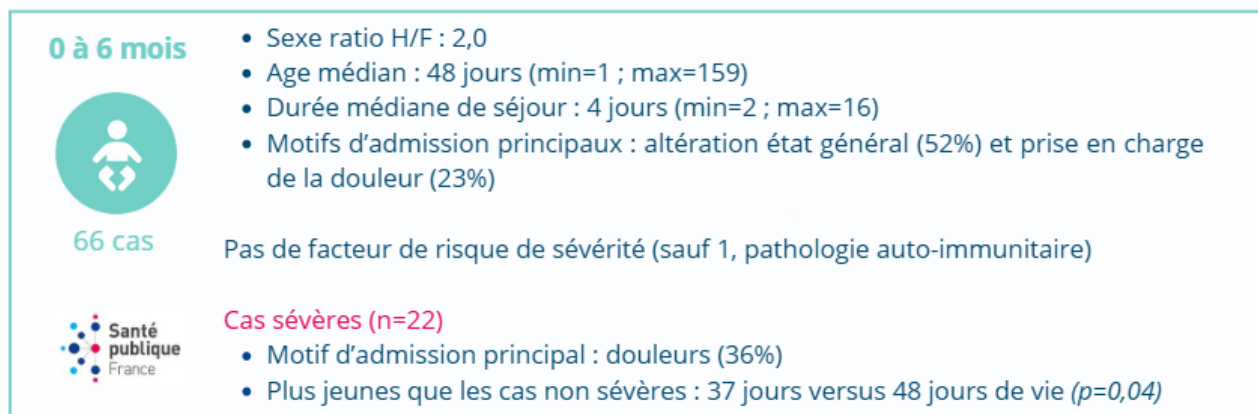 0 à 6 mois
66 cas
• Sexe ratio H/F : 2,0
• Age médian : 48 jours (min=1 ; max=159)
• Durée médiane de séjour : 4 jours (min=2 ; max=16)
• Motifs d’admission principaux : altération état général (52%) et prise en charge
de la douleur (23%)
Pas de facteur de risque de sévérité (sauf 1, pathologie auto-immunitaire)
Santé
publique
France
Cas sévères (n=22)
• Motif d’admission principal : douleurs (36%)
• Plus jeunes que les cas non sévères : 37 jours versus 48 jours de vie (p=0,04)